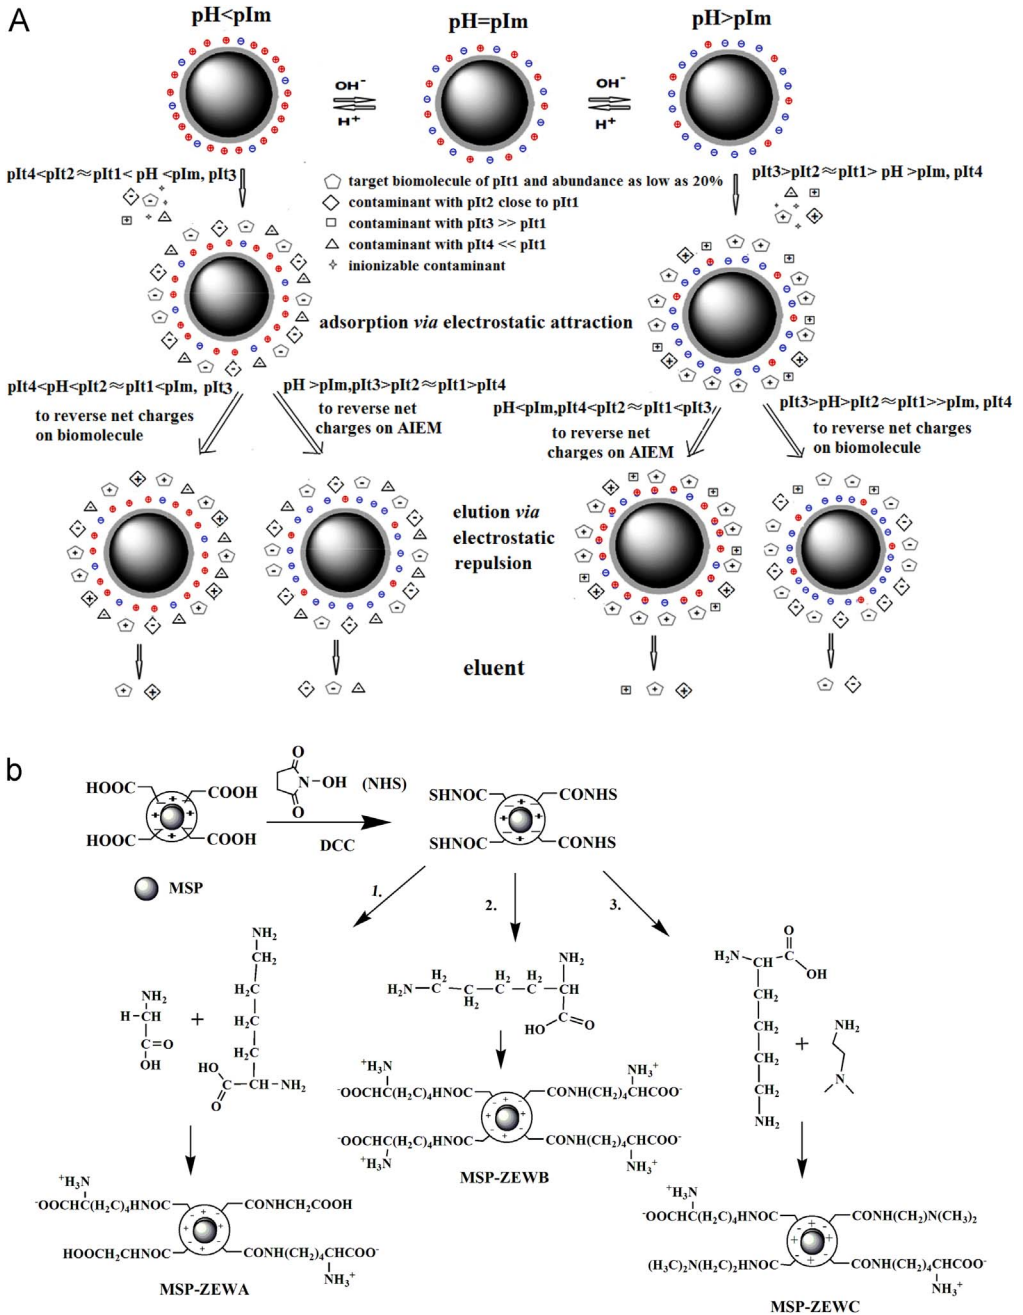 A
pH<pIm
pH=pIm
pH>pIm
OH⁻
H⁺
OH⁻
H⁺
pIt4<pIt2≈pIt1< pH <pIm, pIt3
pIt3>pIt2≈pIt1> pH >pIm, pIt4
target biomolecule of pIt1 and abundance as low as 20%
contaminant with pIt2 close to pIt1
contaminant with pIt3 >> pIt1
contaminant with pIt4 << pIt1
inionizable contaminant
adsorption via electrostatic attraction
pIt4<pH<pIt2≈pIt1<pIm, pIt3
to reverse net charges
on biomolecule
pH >pIm,pIt3>pIt2≈pIt1>pIt4
to reverse net
charges on AIEM
pH<pIm,pIt4<pIt2≈pIt1<pIt3
to reverse net
charges on AIEM
pIt3>pH>pIt2≈pIt1>>pIm, pIt4
to reverse net charges
on biomolecule
elution via
electrostatic
repulsion
eluent
b
HOOC
COOH
HOOC
COOH
O
N-OH
O
(NHS)
DCC
SHNOC
CONHS
SHNOC
CONHS
MSP
1.
2.
3.
NH₂
H-CH
C=O
OH
+
NH₂
CH₂
H₂C
CH₂
H₂C
HO
C-CH-NH₂
O
H₂N-C-C-C-C-CH
H₂
H₂
H₂
H₂
NH₂
HO
O
H₂N-CH-C
O
OH
CH₂
CH₂
CH₂
CH₂
NH₂
+
NH₂
N
⁺H₃N
⁻OOCHC(H₂C)₄HNOC
CONH(H₂C)₄CHCOO⁻
NH₃⁺
⁻OOCHC(H₂C)₄HNOC
⁺H₃N
CONH(H₂C)₄CHCOO⁻
NH₃⁺
MSP-ZEWB
⁺H₃N
⁻OOCHC(H₂C)₄HNOC
CONHCH₂COOH
HOOCH₂CHNOC
CONH(H₂C)₄CHCOO⁻
NH₃⁺
MSP-ZEWA
⁺H₃N
⁻OOCHC(H₂C)₄HNOC
CONH(CH₂)₂N(CH₃)₂
(H₃C)₂N(H₂C)₂HNOC
CONH(H₂C)₄CHCOO⁻
NH₃⁺
MSP-ZEWC